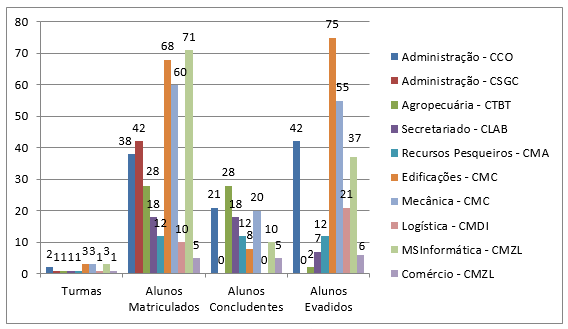 80
70
60
50
40
30
20
10
0
2 1 1 1 1 3 3 1 3 1
38 42 28 18 12 68 60 10 71 5
21 0 28 18 12 8 20 0 10 5
42 0 2 7 12 75 55 21 37 6
Turmas
Alunos
Matriculados
Alunos
Concludentes
Alunos
Evadidos
Administração - CCO
Administração - CSGC
Agropecuária - CTBT
Secretariado - CLAB
Recursos Pesqueiros - CMA
Edificações - CMC
Mecânica - CMC
Logística - CMDI
MSInformática - CMZL
Comércio - CMZL